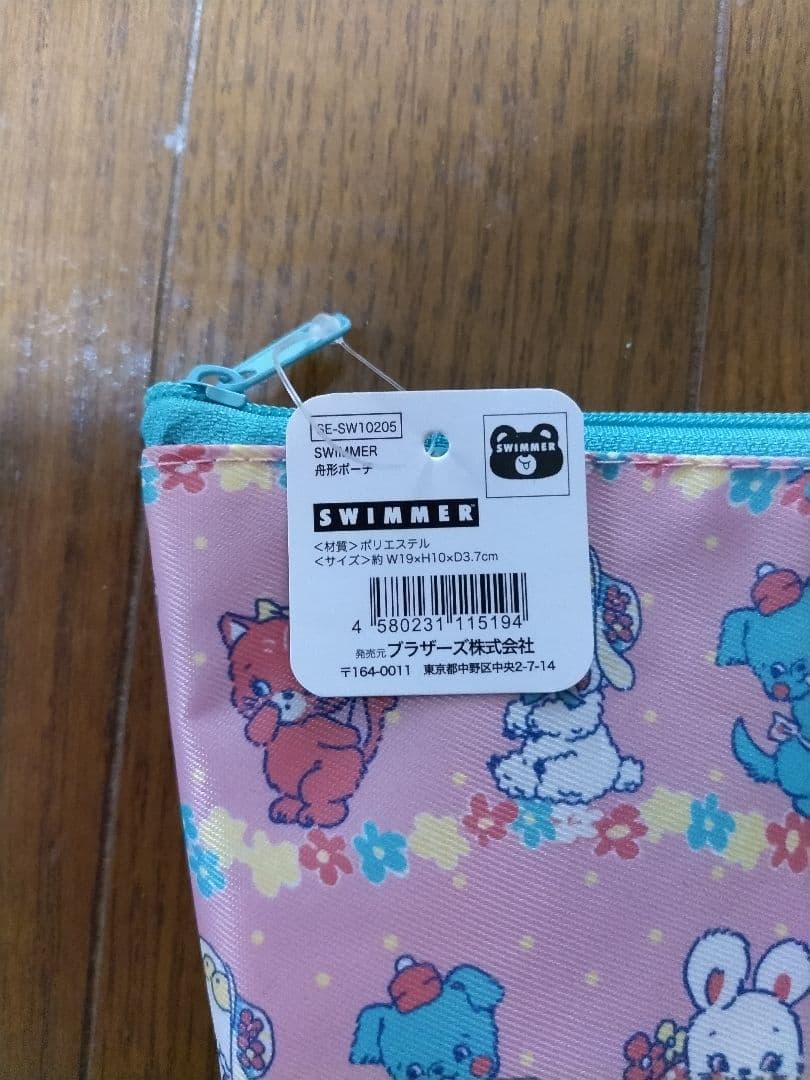 SE-SW10205
SWIMMER
舟形ポーチ
SWIMMER
SWIMMER™
<材質>ポリエステル
<サイズ>約 W19×H10×D3.7cm
4 580231 115194
発売元 ブラザーズ株式会社
〒164-0011 東京都中野区中央2-7-14